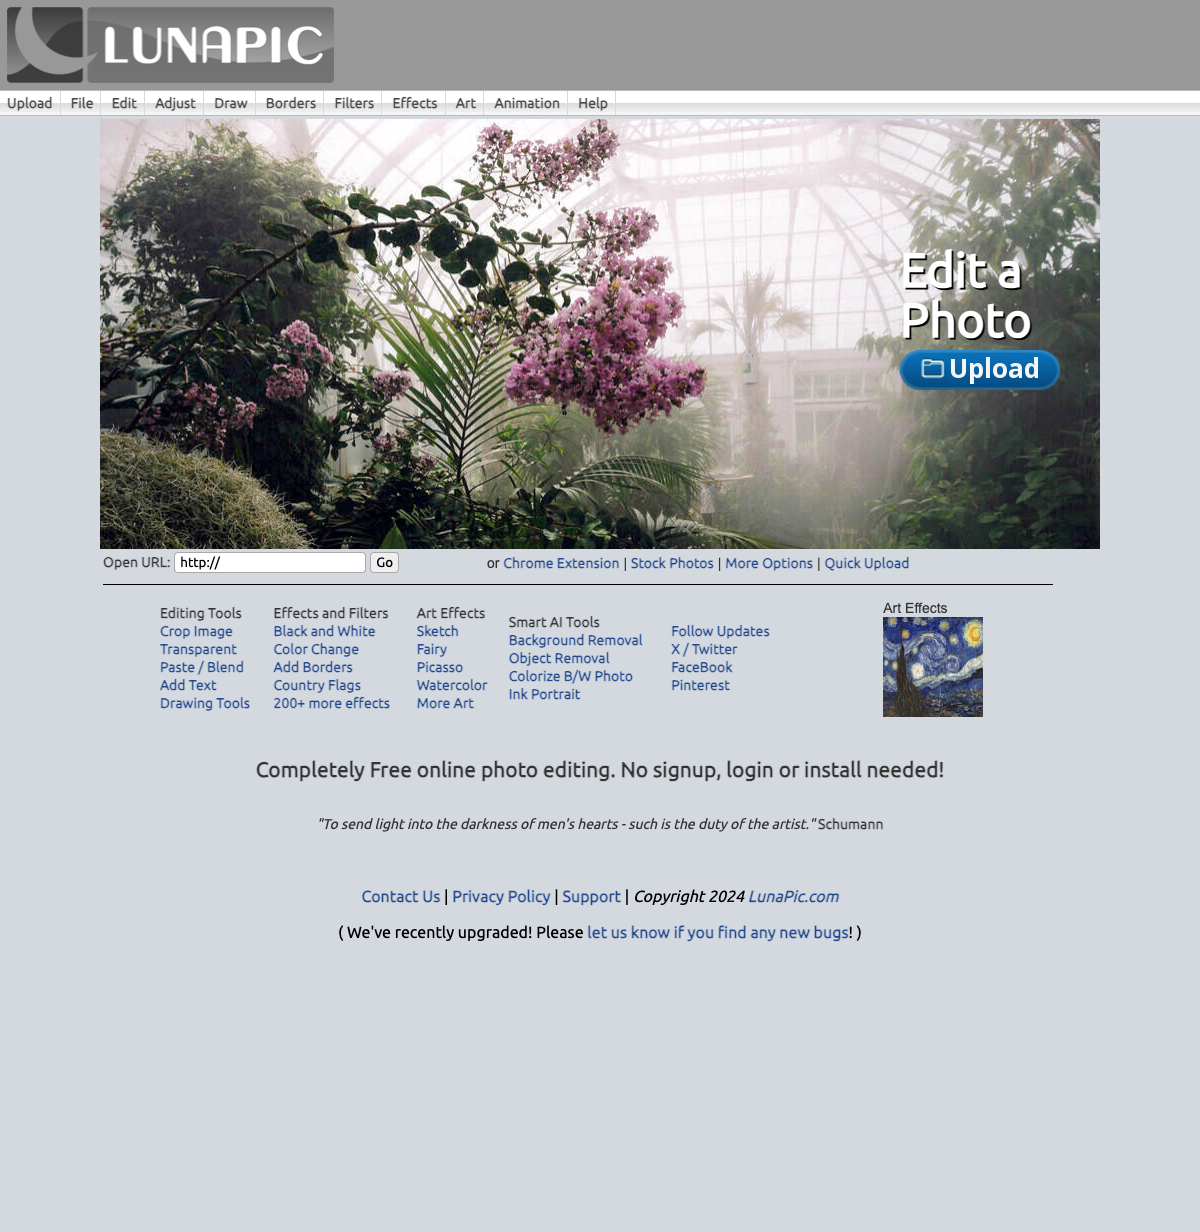 LUNAPIC
Upload File Edit Adjust Draw Borders Filters Effects Art Animation Help
Edit a
Photo
Upload
Open URL: http:// Go or Chrome Extension | Stock Photos | More Options | Quick Upload
Editing Tools
Crop Image
Transparent
Paste / Blend
Add Text
Drawing Tools
Effects and Filters
Black and White
Color Change
Add Borders
Country Flags
200+ more effects
Art Effects
Sketch
Fairy
Picasso
Watercolor
More Art
Smart AI Tools
Background Removal
Object Removal
Colorize B/W Photo
Ink Portrait
Follow Updates
X / Twitter
FaceBook
Pinterest
Art Effects
Completely Free online photo editing. No signup, login or install needed!
"To send light into the darkness of men's hearts - such is the duty of the artist." Schumann
Contact Us | Privacy Policy | Support | Copyright 2024 LunaPic.com
( We've recently upgraded! Please let us know if you find any new bugs! )